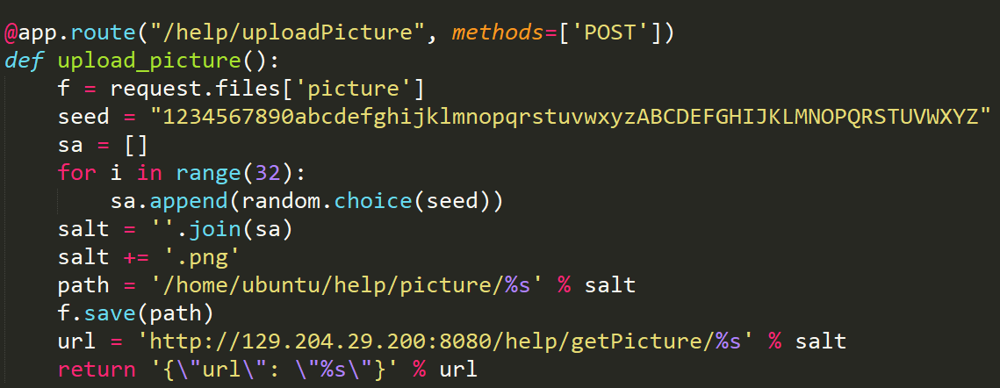 @app.route("/help/uploadPicture", methods=['POST'])
def upload_picture():
    f = request.files['picture']
    seed = "1234567890abcdefghijklmnopqrstuvwxyzABCDEFGHIJKLMNOPQRSTUVWXYZ"
    sa = []
    for i in range(32):
        sa.append(random.choice(seed))
    salt = ''.join(sa)
    salt += '.png'
    path = '/home/ubuntu/help/picture/%s' % salt
    f.save(path)
    url = 'http://129.204.29.200:8080/help/getPicture/%s' % salt
    return '{\"url\": \"%s\"}' % url